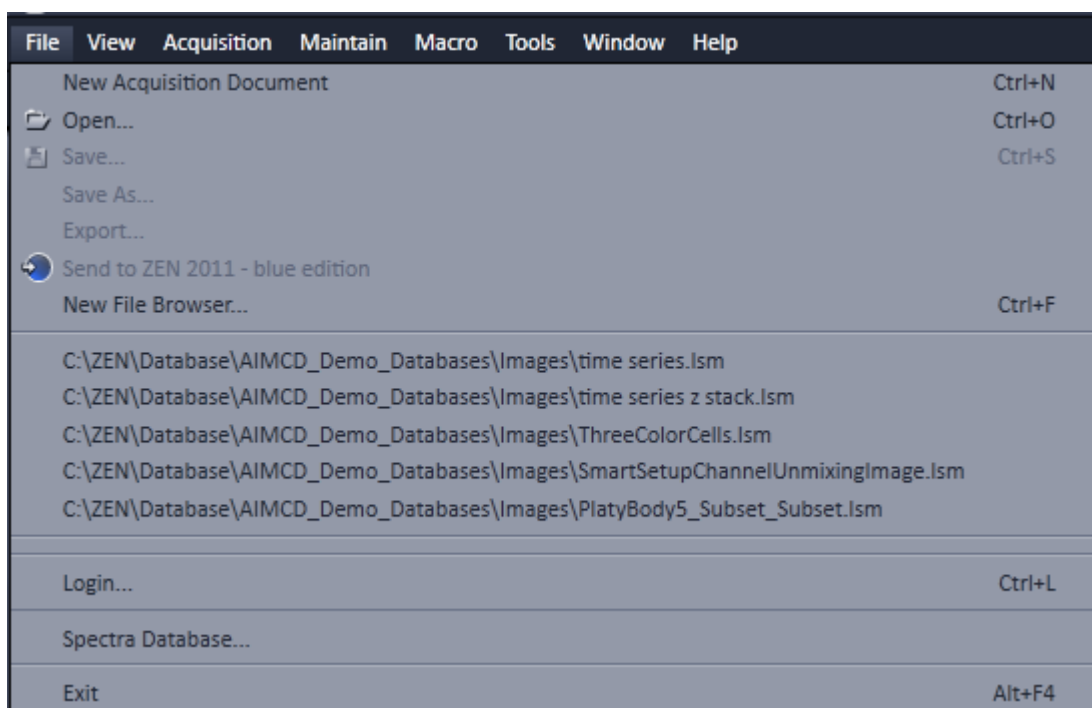 File View Acquisition Maintain Macro Tools Window Help
New Acquisition Document Ctrl+N
Open... Ctrl+O
Save... Ctrl+S
Save As...
Export...
Send to ZEN 2011 - blue edition
New File Browser... Ctrl+F
C:\ZEN\Database\AIMCD_Demo_Databases\Images\time series.lsm
C:\ZEN\Database\AIMCD_Demo_Databases\Images\time series z stack.lsm
C:\ZEN\Database\AIMCD_Demo_Databases\Images\ThreeColorCells.lsm
C:\ZEN\Database\AIMCD_Demo_Databases\Images\SmartSetupChannelUnmixingImage.lsm
C:\ZEN\Database\AIMCD_Demo_Databases\Images\PlatyBody5_Subset_Subset.lsm
Login... Ctrl+L
Spectra Database...
Exit Alt+F4